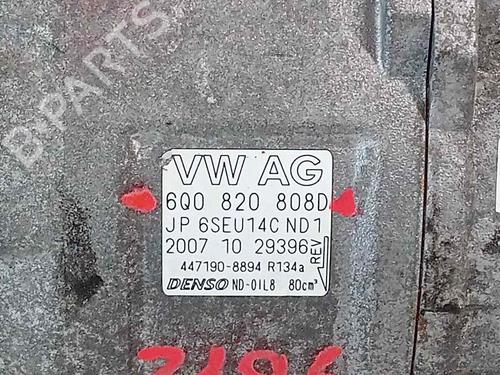 B-PARTS
VW AG
6Q0 820 808D
JP 6SEU14C ND1
2007 10 29396
REV
447190-8894 R134a
DENSO ND-OIL8 80cm³